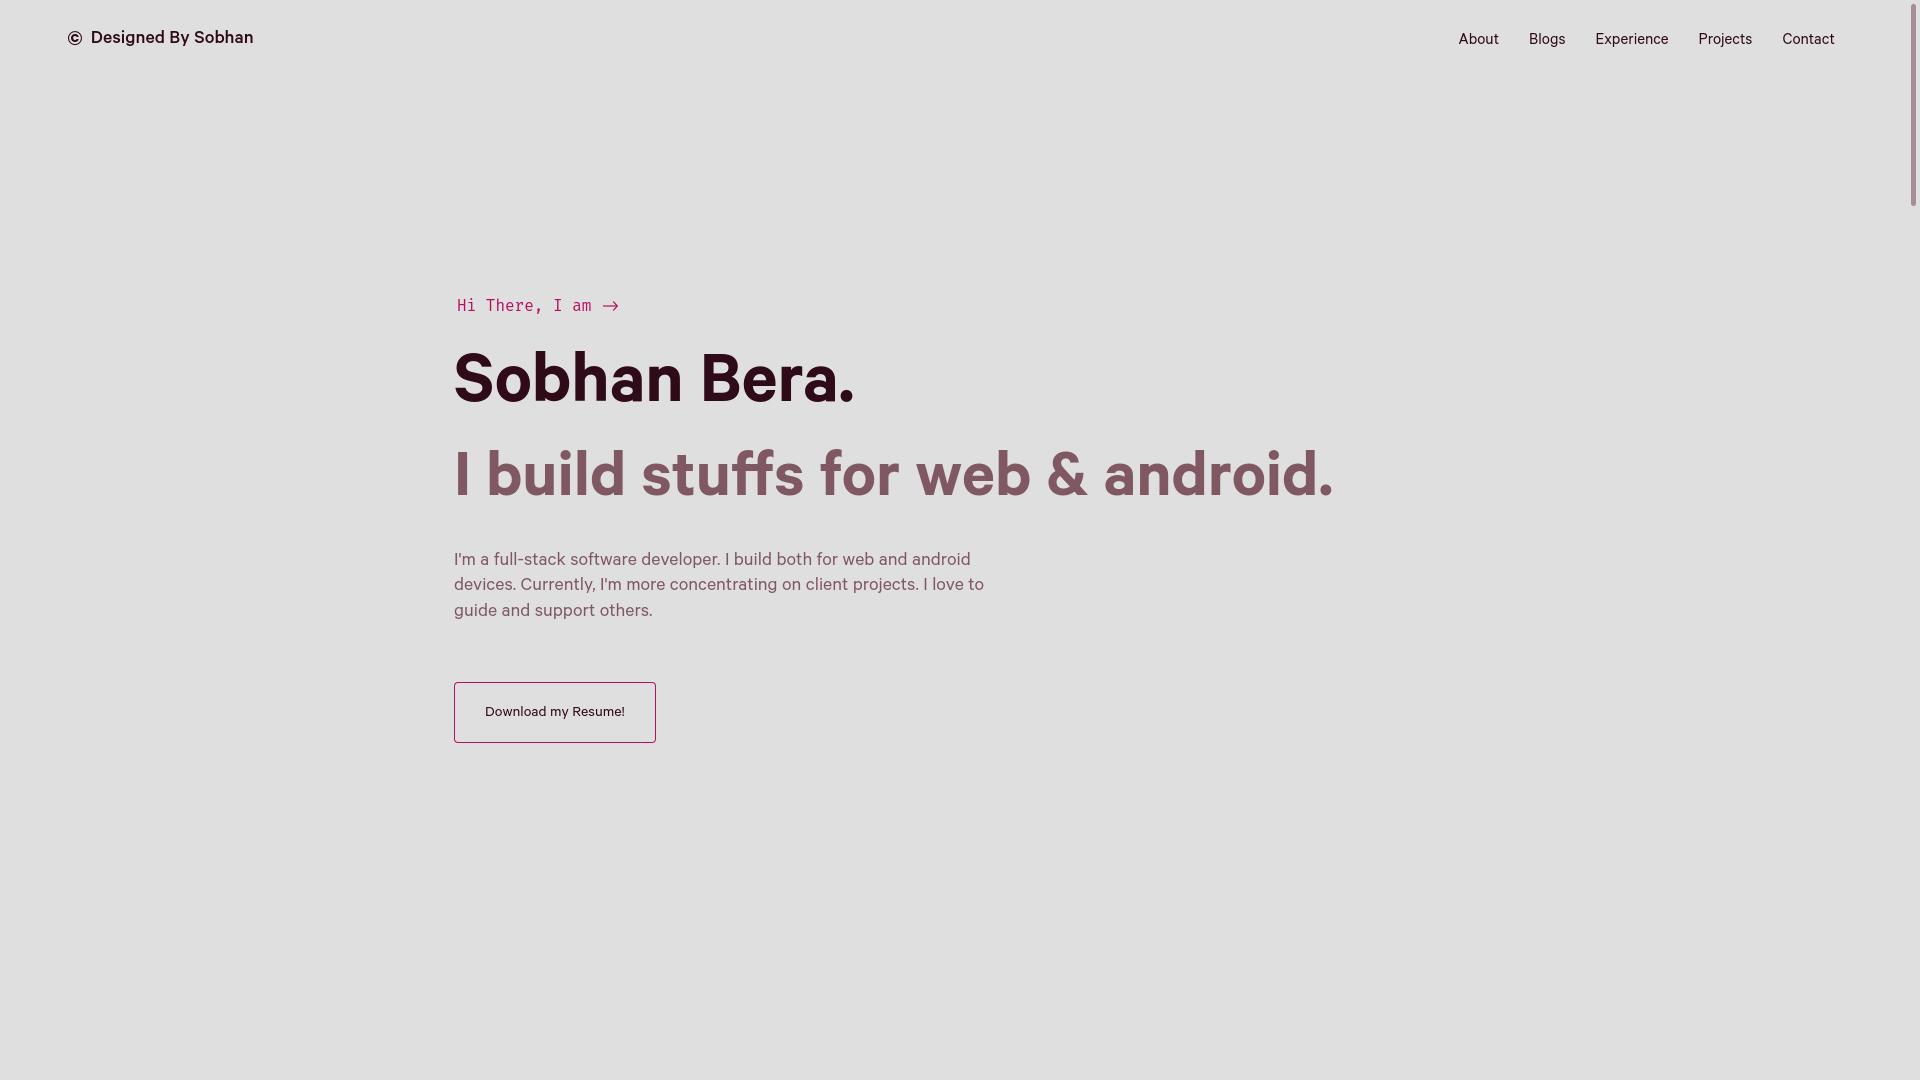 © Designed By Sobhan
About Blogs Experience Projects Contact
Hi There, I am ->
Sobhan Bera.
I build stuffs for web & android.
I'm a full-stack software developer. I build both for web and android
devices. Currently, I'm more concentrating on client projects. I love to
guide and support others.
Download my Resume!